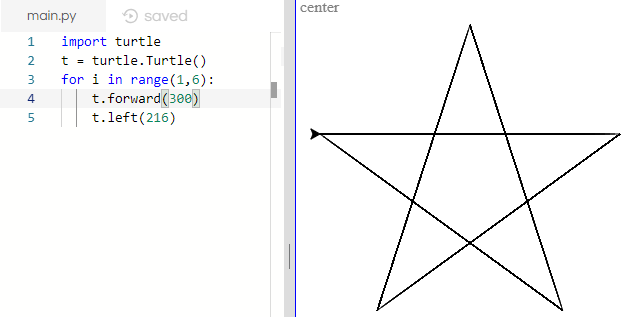 main.py
saved
center
1 import turtle
2 t = turtle.Turtle()
3 for i in range(1,6):
4     t.forward(300)
5     t.left(216)